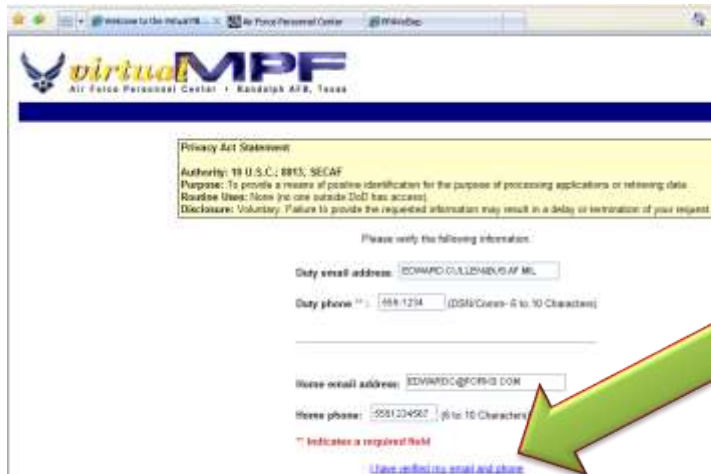 Welcome to the Virtual M...
Air Force Personnel Center
virtual MPF
Air Force Personnel Center • Randolph AFB, Texas
Privacy Act Statement
Authority: 10 U.S.C.; 8013; SECAF
Purpose: To provide a means of positive identification for the purpose of processing applications or retrieving data
Routine Uses: None (no one outside DoD has access)
Disclosure: Voluntary. Failure to provide the requested information may result in a delay or termination of your request
Please verify the following information.
Duty email address:
Duty phone ** : (DSN/Comm- 6 to 10 Characters)
Home email address:
Home phone: 5551234567 (6 to 10 Characters)
** Indicates a required field
I have verified my email and phone